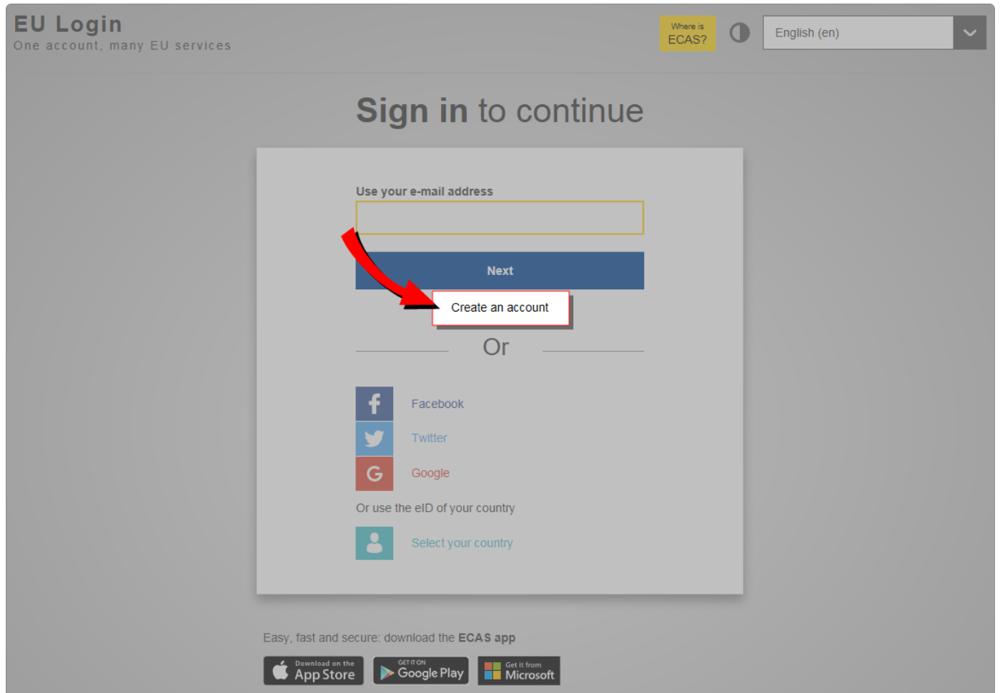 EU Login
One account, many EU services
Where is
ECAS?
English (en)
Sign in to continue
Use your e-mail address
Next
Create an account
Or
Facebook
Twitter
Google
Or use the eID of your country
Select your country
Easy, fast and secure: download the ECAS app
Download on the
App Store
GET IT ON
Google Play
Get it from
Microsoft